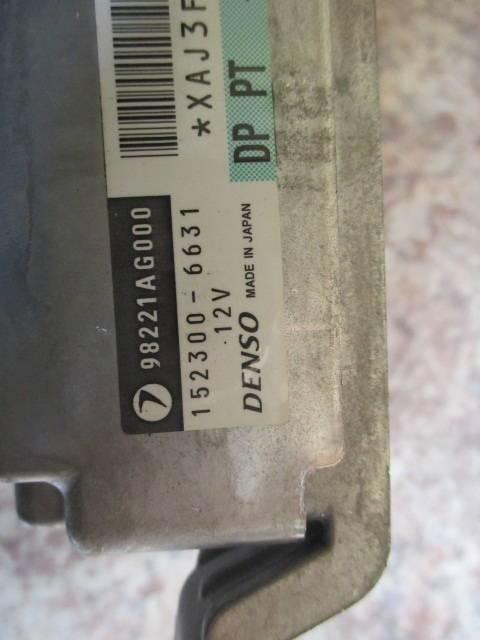 *XAJ3F
DP PT
98221AG000
152300-6631
12V
DENSO MADE IN JAPAN